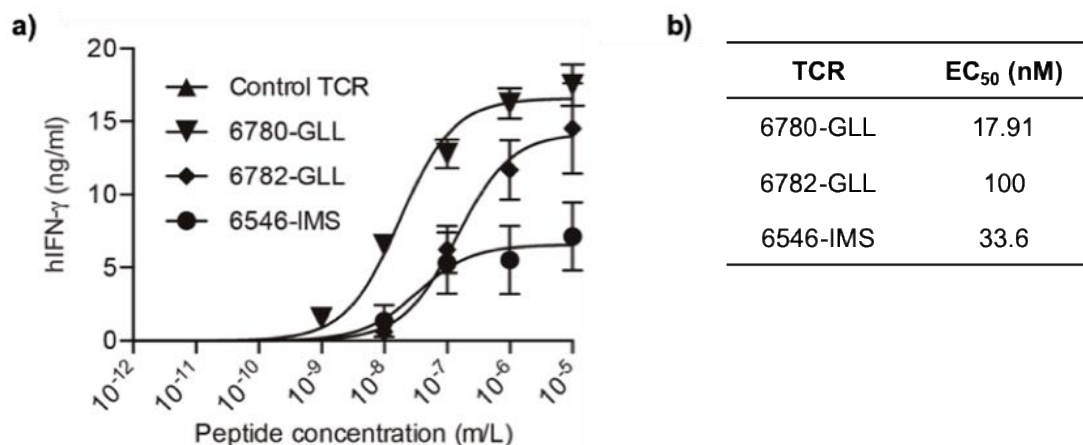 a)
20
15
10
5
0
hIFN-γ (ng/ml)
Control TCR
6780-GLL
6782-GLL
6546-IMS
10-12
10-11
10-10
10-9
10-8
10-7
10-6
10-5
Peptide concentration (m/L)
b)
TCR EC50 (nM)
6780-GLL 17.91
6782-GLL 100
6546-IMS 33.6